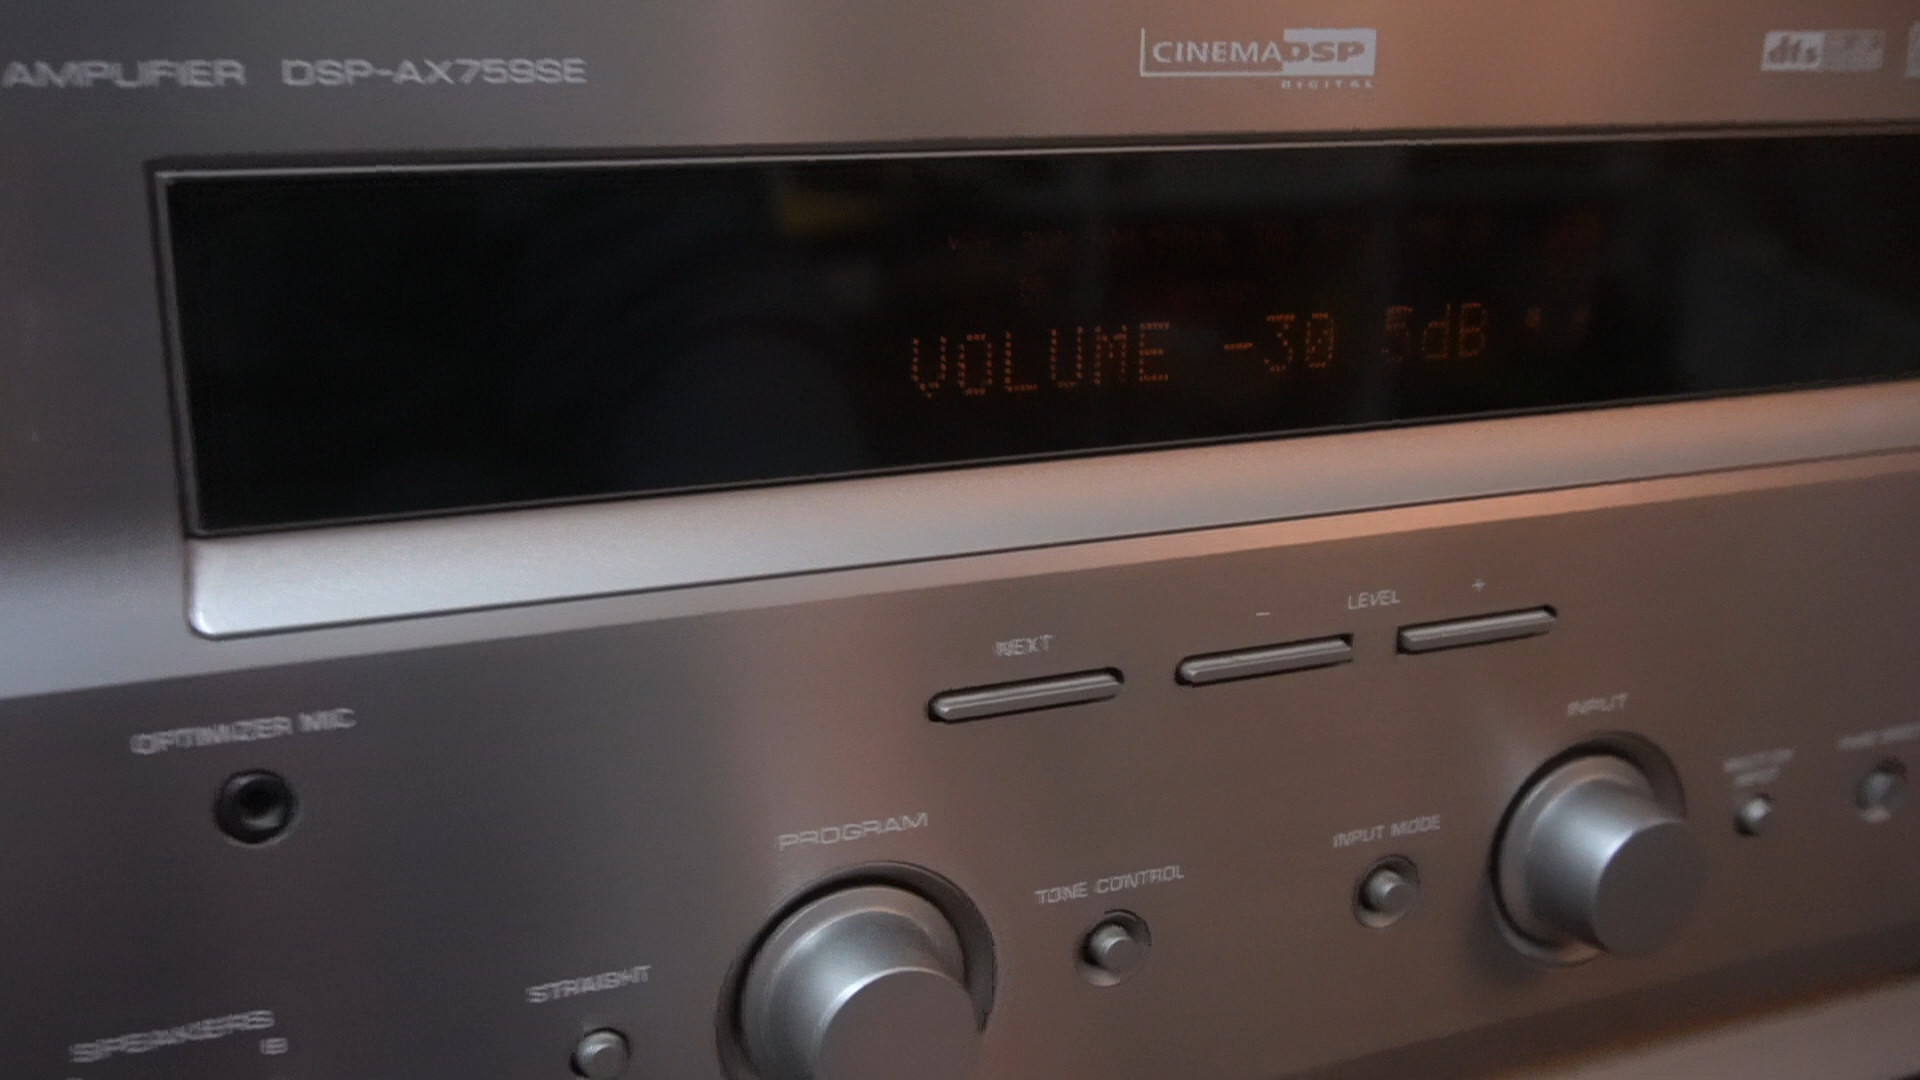 AMPLIFIER DSP-AX759SE
CINEMA DSP
DIGITAL
dts
VOLUME -30 5dB
LEVEL
- +
NEXT
OPTIMIZER MIC
INPUT
PROGRAM
INPUT MODE
TONE CONTROL
STRAIGHT
SPEAKERS
B